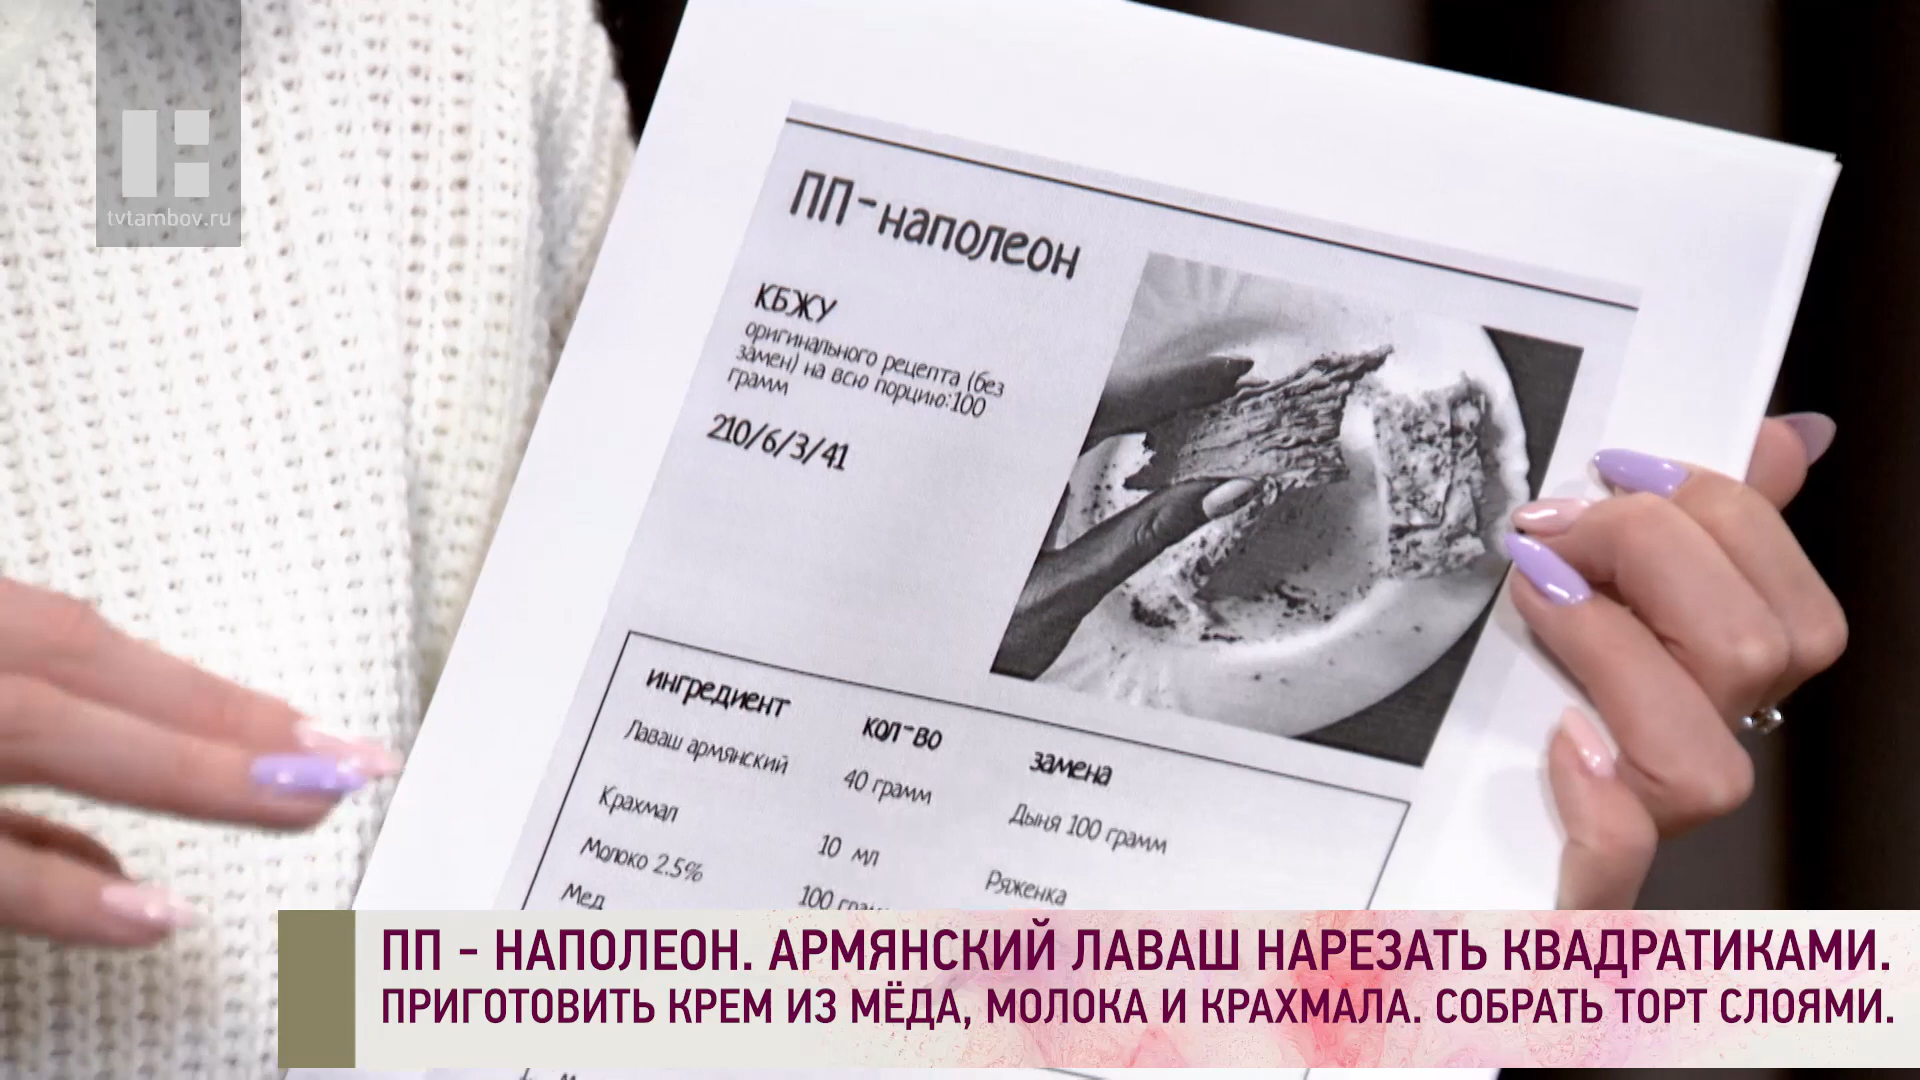 tvtambov.ru
ПП-наполеон
КБЖУ
оригинального рецепта (без
замен) на всю порцию:100
грамм
210/6/3/41
ингредиент кол-во замена
Лаваш армянский 40 грамм Дыня 100 грамм
Крахмал 10 мл
Молоко 2.5% 100 Ряженка
Мед
ПП - НАПОЛЕОН. АРМЯНСКИЙ ЛАВАШ НАРЕЗАТЬ КВАДРАТИКАМИ.
ПРИГОТОВИТЬ КРЕМ ИЗ МЁДА, МОЛОКА И КРАХМАЛА. СОБРАТЬ ТОРТ СЛОЯМИ.